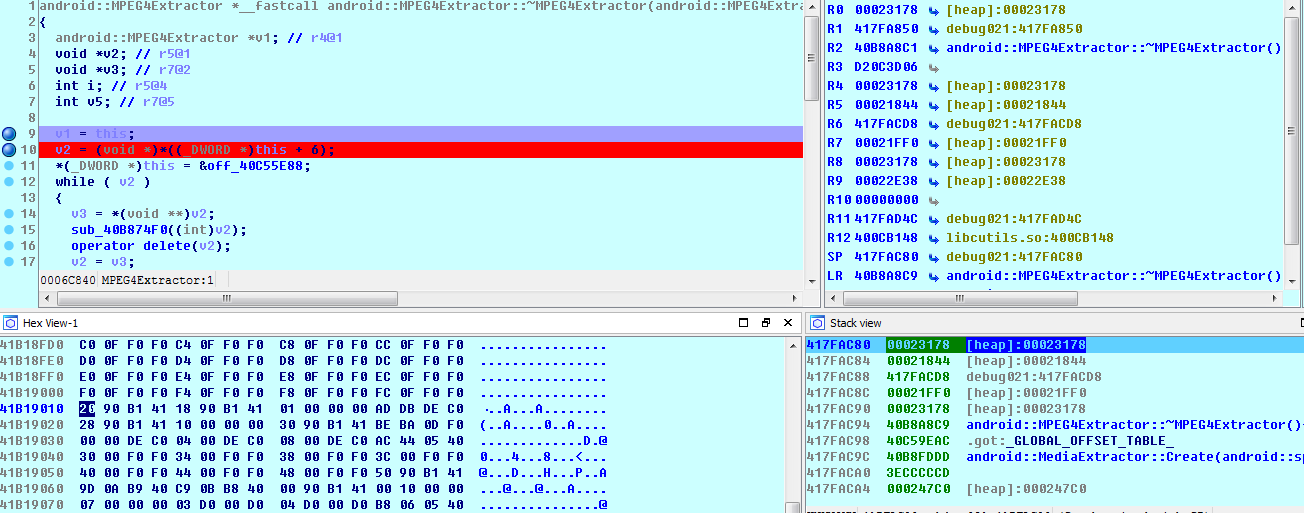 1 android::MPEG4Extractor *__fastcall android::MPEG4Extractor::~MPEG4Extractor(android::MPEG4Extra
2 {
3 android::MPEG4Extractor *v1; // r4@1
4 void *v2; // r5@1
5 void *v3; // r7@2
6 int i; // r5@4
7 int v5; // r7@5
8
9 v1 = this;
10 v2 = (void *)*((_DWORD *)this + 6);
11 *(_DWORD *)this = &off_40C55E88;
12 while ( v2 )
13 {
14 v3 = *(void **)v2;
15 sub_40B874F0((int)v2);
16 operator delete(v2);
17 v2 = v3;
0006C840 MPEG4Extractor:1
R0 00023178 [heap]:00023178
R1 417FA850 debug021:417FA850
R2 40B8A8C1 android::MPEG4Extractor::~MPEG4Extractor()
R3 D20C3D06
R4 00023178 [heap]:00023178
R5 00021844 [heap]:00021844
R6 417FACD8 debug021:417FACD8
R7 00021FF0 [heap]:00021FF0
R8 00023178 [heap]:00023178
R9 00022E38 [heap]:00022E38
R10 00000000
R11 417FAD4C debug021:417FAD4C
R12 400CB148 libcutils.so:400CB148
SP 417FAC80 debug021:417FAC80
LR 40B8A8C9 android::MPEG4Extractor::~MPEG4Extractor()
Hex View-1
41B18FD0 C0 0F F0 F0 C4 0F F0 F0 C8 0F F0 F0 CC 0F F0 F0 ................
41B18FE0 D0 0F F0 F0 D4 0F F0 F0 D8 0F F0 F0 DC 0F F0 F0 ................
41B18FF0 E0 0F F0 F0 E4 0F F0 F0 E8 0F F0 F0 EC 0F F0 F0 ................
41B19000 F0 0F F0 F0 F4 0F F0 F0 F8 0F F0 F0 FC 0F F0 F0 ................
41B19010 20 90 B1 41 18 90 B1 41 01 00 00 00 AD DB DE C0 ...A...A........
41B19020 28 90 B1 41 DE 00 00 00 30 90 B1 41 BE BA 0D F0 (..A....0..A....
41B19030 00 00 DE C0 04 00 DE C0 08 00 DE C0 AC 44 05 40 .............D.@
41B19040 30 00 F0 F0 34 00 F0 F0 38 00 F0 F0 3C 00 F0 F0 0...4...8...<...
41B19050 40 00 F0 F0 44 00 F0 F0 48 00 F0 F0 50 90 B1 41 @...D...H...P..A
41B19060 9D 0A B9 40 C9 0B B8 40 00 90 B1 41 00 10 00 00 ...@...@...A....
41B19070 07 00 00 00 03 D0 00 D0 04 D0 00 D0 B8 06 05 40 ...............@
Stack view
417FAC80 00023178 [heap]:00023178
417FAC84 00021844 [heap]:00021844
417FAC88 417FACD8 debug021:417FACD8
417FAC8C 00021FF0 [heap]:00021FF0
417FAC90 00023178 [heap]:00023178
417FAC94 40B8A8C9 android::MPEG4Extractor::~MPEG4Extractor()
417FAC98 40C59EAC .got:_GLOBAL_OFFSET_TABLE_
417FAC9C 40B8FDDD android::MediaExtractor::Create(android::sp
417FACA0 3ECCCCCD
417FACA4 000247C0 [heap]:000247C0